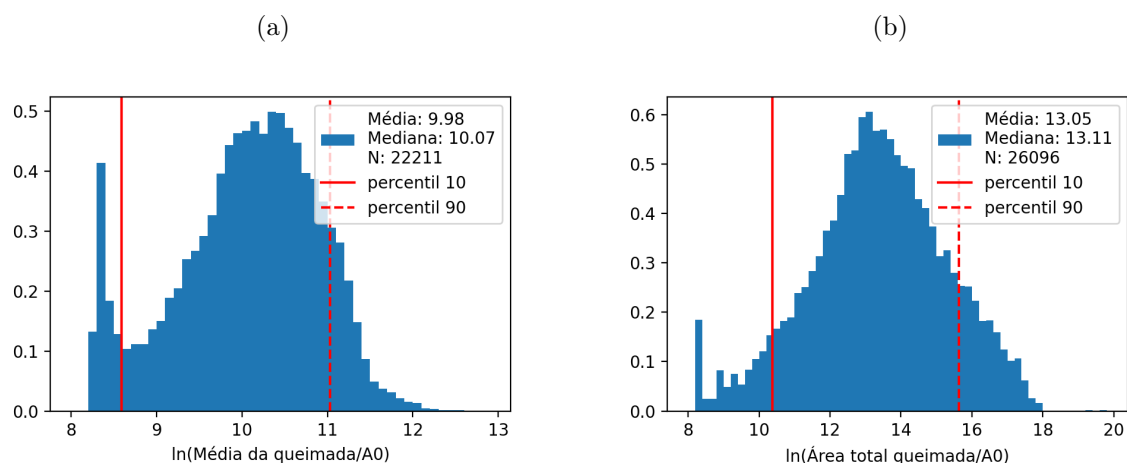 (a)
(b)
Média: 9.98
Mediana: 10.07
N: 22211
percentil 10
percentil 90
0.5
0.4
0.3
0.2
0.1
0.0
8 9 10 11 12 13
ln(Média da queimada/A0)
Média: 13.05
Mediana: 13.11
N: 26096
percentil 10
percentil 90
0.6
0.5
0.4
0.3
0.2
0.1
0.0
8 10 12 14 16 18 20
ln(Área total queimada/A0)